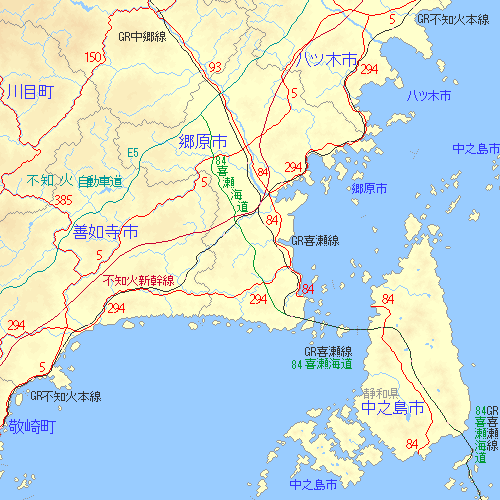 GR不知火本線
5
GR中郷線
150
93
八ツ木市
294
川目町
5
八ツ木市
E5
郷原市
中之島市
84
喜瀬海道
84
294
不知火 自動車道
5
郷原市
385
善如寺市
84
GR喜瀬線
5
不知火新幹線
84
294
294
84
294
GR喜瀬線
84 喜瀬海道
5
GR不知火本線
静和県
中之島市
敬崎町
84
84 喜瀬海道
GR喜瀬線
中之島市